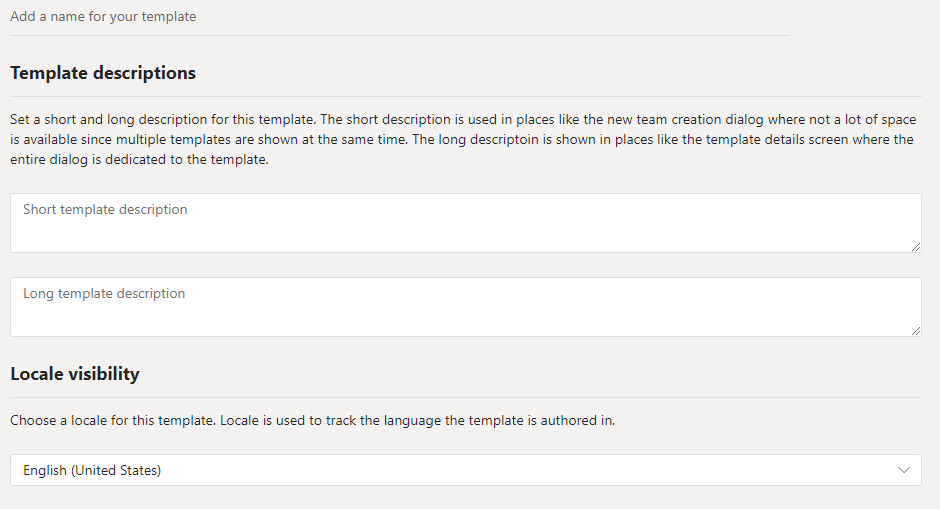 Add a name for your template
Template descriptions
Set a short and long description for this template. The short description is used in places like the new team creation dialog where not a lot of space
is available since multiple templates are shown at the same time. The long descriptoin is shown in places like the template details screen where the
entire dialog is dedicated to the template.
Short template description
Long template description
Locale visibility
Choose a locale for this template. Locale is used to track the language the template is authored in.
English (United States)